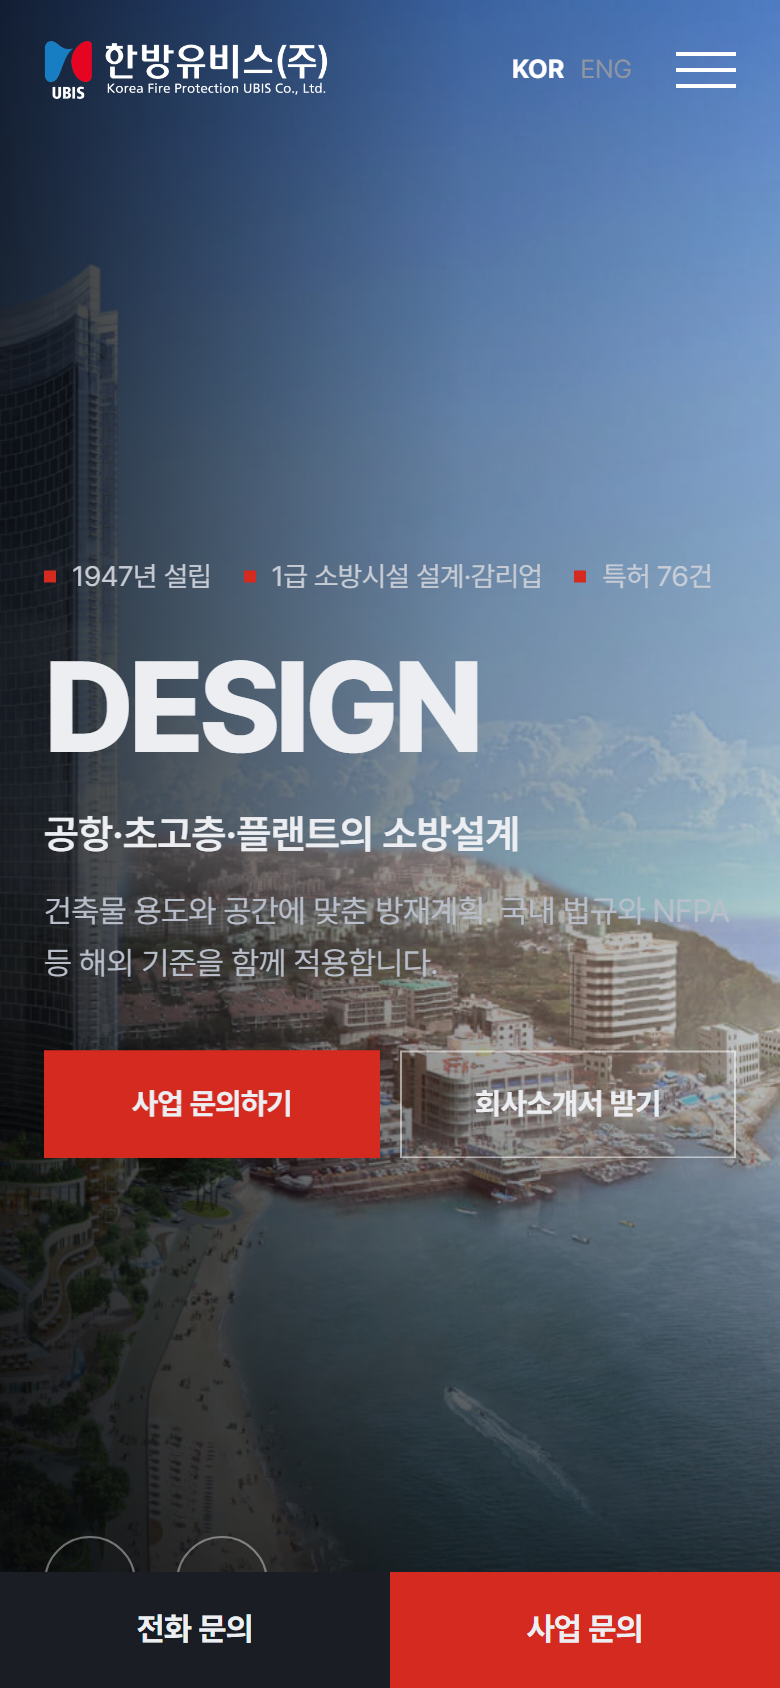 한방유비스(주)
UBIS
Korea Fire Protection UBIS Co., Ltd.
KOR ENG
1947년 설립 1급 소방시설 설계·감리업 특허 76건
DESIGN
공항·초고층·플랜트의 소방설계
건축물 용도와 공간에 맞춘 방재계획. 국내 법규와 NFPA
등 해외 기준을 함께 적용합니다.
사업 문의하기 회사소개서 받기
전화 문의 사업 문의